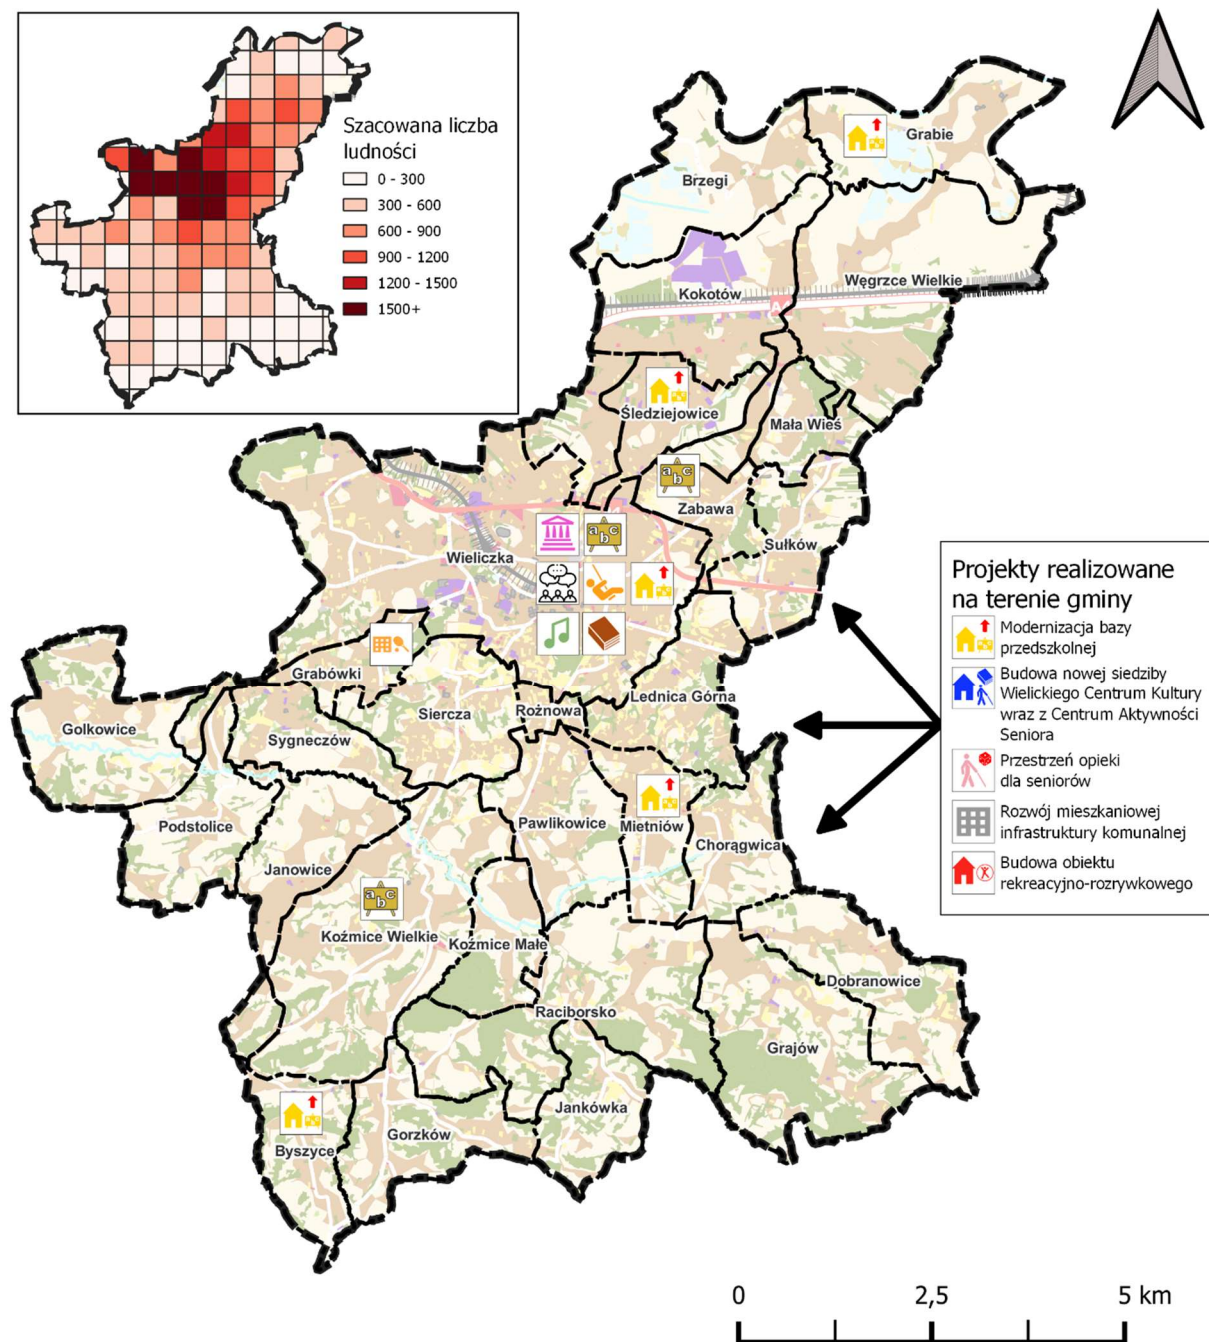 Szacowana liczba
ludności
0 - 300
300 - 600
600 - 900
900 - 1200
1200 - 1500
1500+
Grabie
Brzegi
Węgrzce Wielkie
Kokotów
Śledziejowice
Mała Wieś
a b c
Zabawa
a b c
Wieliczka
Sułków
Grabówki
Lednica Górna
Siercza
Rożnowa
Golkowice
Sygneczów
Podstolice
Pawlikowice
Mietniów
Chorągwica
Janowice
a b c
Koźmice Wielkie
Koźmice Małe
Dobranowice
Raciborsko
Grajów
Jankówka
Gorzków
Byszyce
Projekty realizowane
na terenie gminy
Modernizacja bazy
przedszkolnej
Budowa nowej siedziby
Wielickiego Centrum Kultury
wraz z Centrum Aktywności
Seniora
Przestrzeń opieki
dla seniorów
Rozwój mieszkaniowej
infrastruktury komunalnej
Budowa obiektu
rekreacyjno-rozrywkowego
0 2,5 5 km